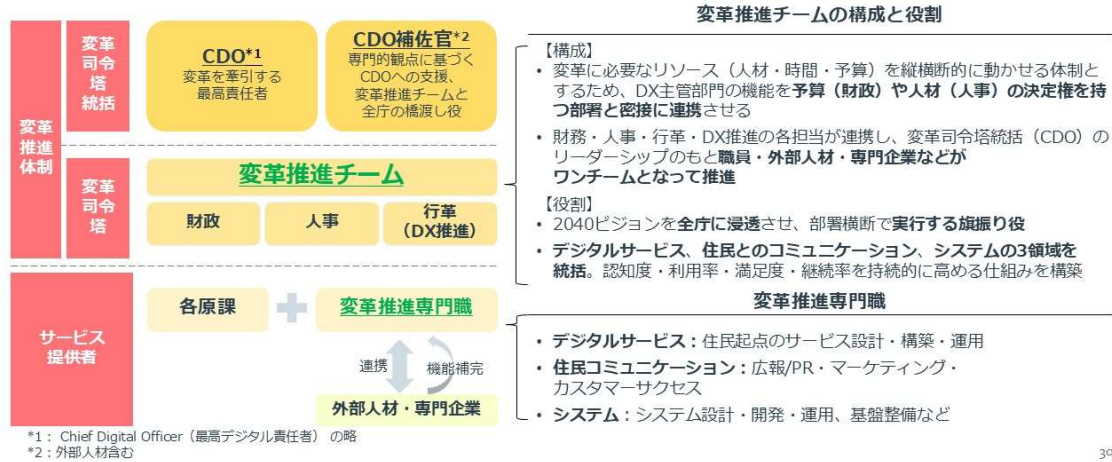 変革推進体制
変革司令塔統括
CDO*1
変革を牽引する
最高責任者
CDO補佐官*2
専門的観点に基づく
CDOへの支援、
変革推進チームと
全庁の橋渡し役
変革司令塔
変革推進チーム
財政
人事
行革
(DX推進)
サービス
提供者
各原課
変革推進専門職
連携
機能補完
外部人材・専門企業
変革推進チームの構成と役割
【構成】
• 変革に必要なリソース（人材・時間・予算）を縦横断的に動かせる体制と
するため、DX主管部門の機能を予算（財政）や人材（人事）の決定権を持
つ部署と密接に連携させる
• 財務・人事・行革・DX推進の各担当が連携し、変革司令塔統括（CDO）の
リーダーシップのもと職員・外部人材・専門企業などが
ワンチームとなって推進
【役割】
• 2040ビジョンを全庁に浸透させ、部署横断で実行する旗振り役
• デジタルサービス、住民とのコミュニケーション、システムの3領域を
統括。認知度・利用率・満足度・継続率を持続的に高める仕組みを構築
変革推進専門職
• デジタルサービス：住民起点のサービス設計・構築・運用
• 住民コミュニケーション：広報/PR・マーケティング・
カスタマーサクセス
• システム：システム設計・開発・運用、基盤整備など
*1： Chief Digital Officer（最高デジタル責任者） の略
*2：外部人材含む
39